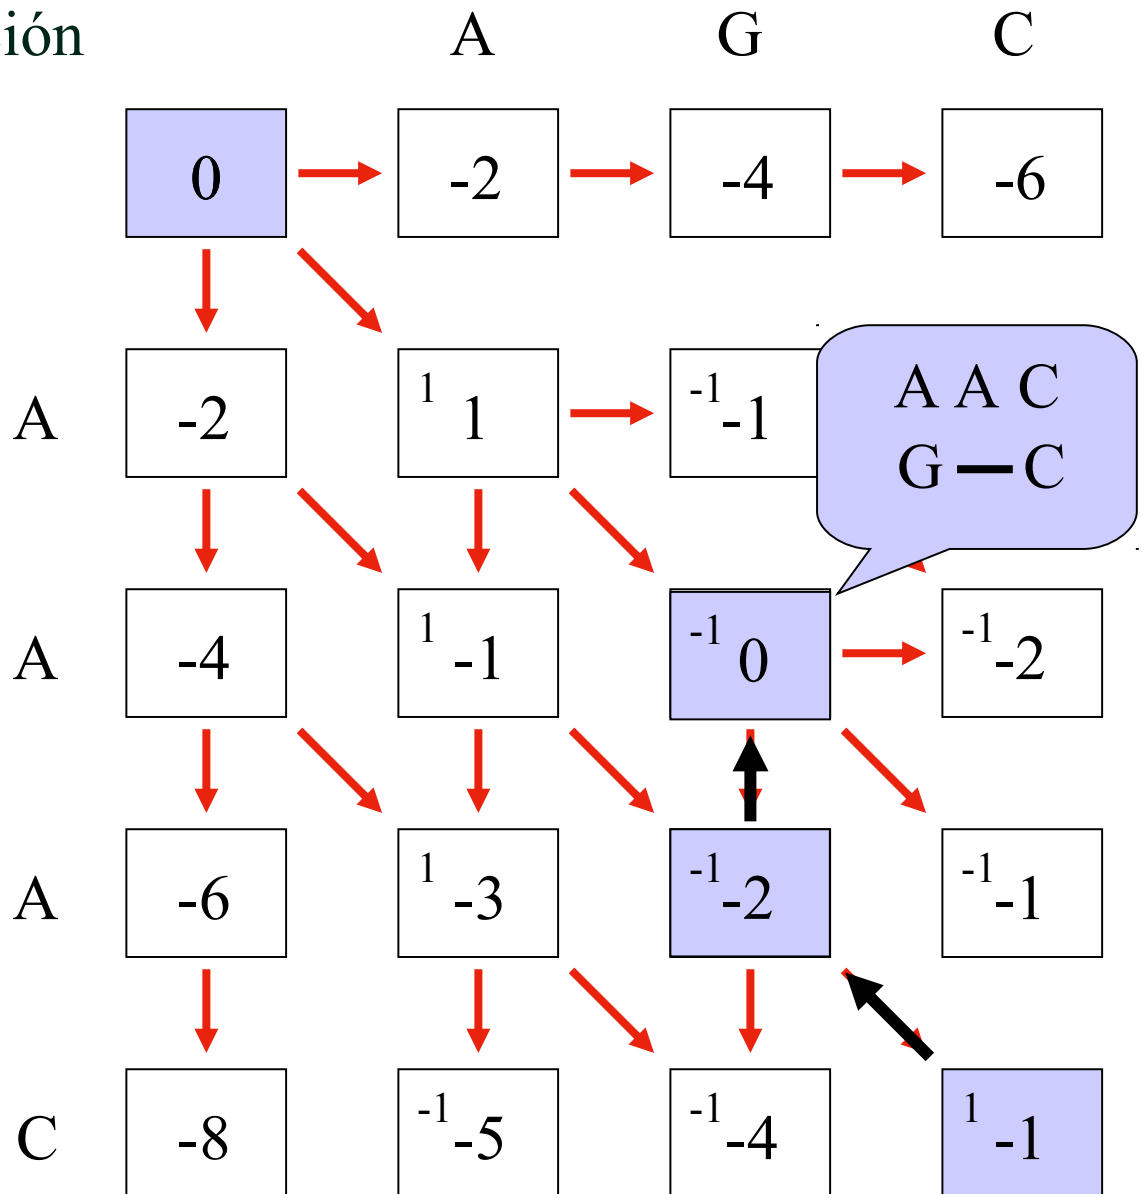 ión
A G C
0 -2 -4 -6
A -2 1 1 -1 -1
A A C
G — C
A -4 1 -1 -1 0 -1 -2
A -6 1 -3 -1 -2 -1 -1
C -8 -1 -5 -1 -4 1 -1